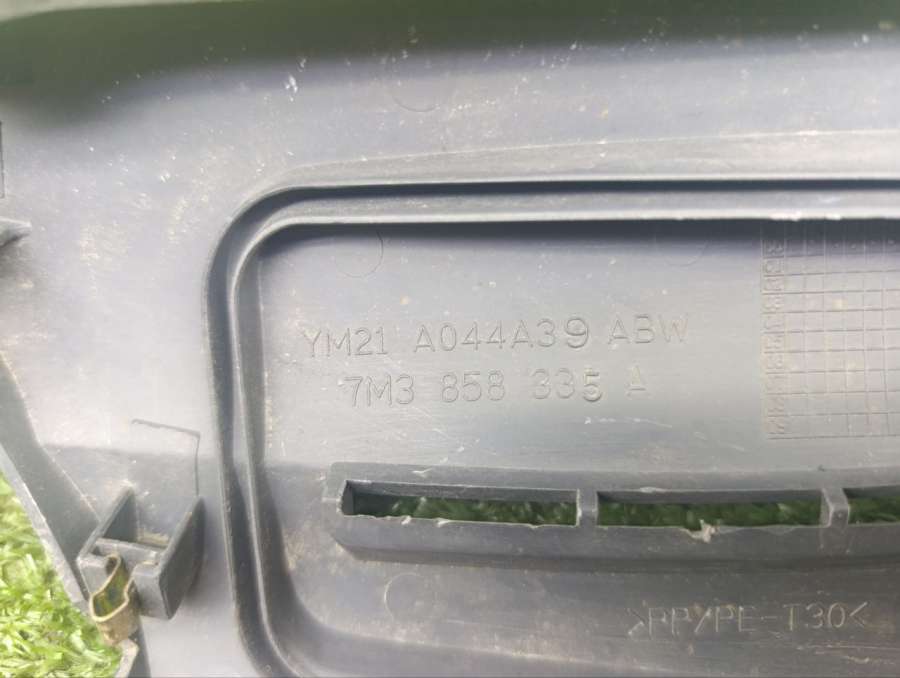 YM21 A044A39 ABW
7M3 858 335 A
>PP/PE-T30<